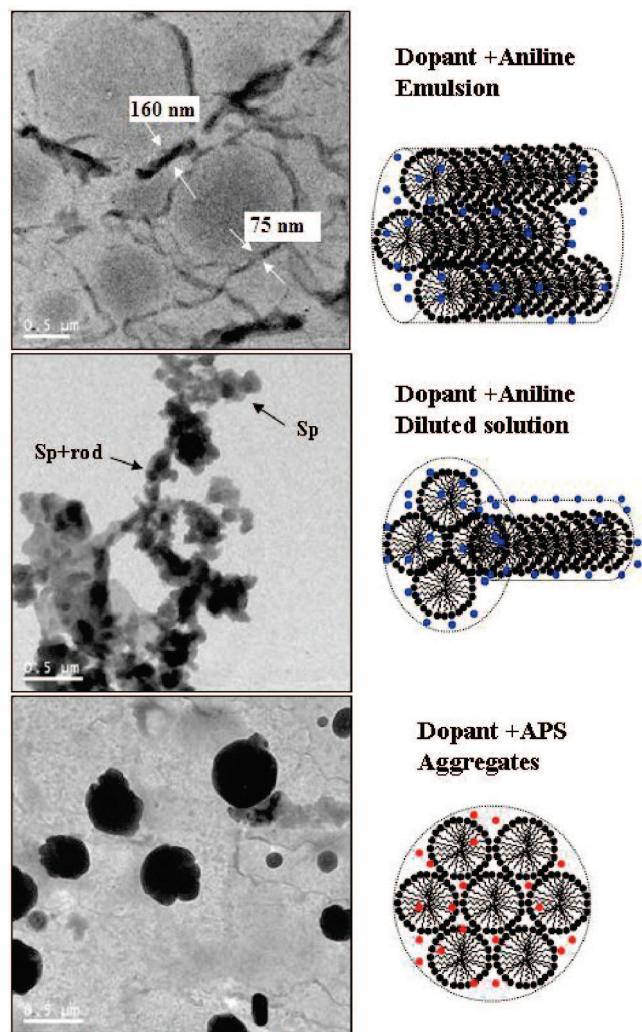 Dopant +Aniline
Emulsion
160 nm
75 nm
0.5 μm
Dopant +Aniline
Diluted solution
Sp
Sp+rod
0.5 μm
Dopant +APS
Aggregates
0.5 μm